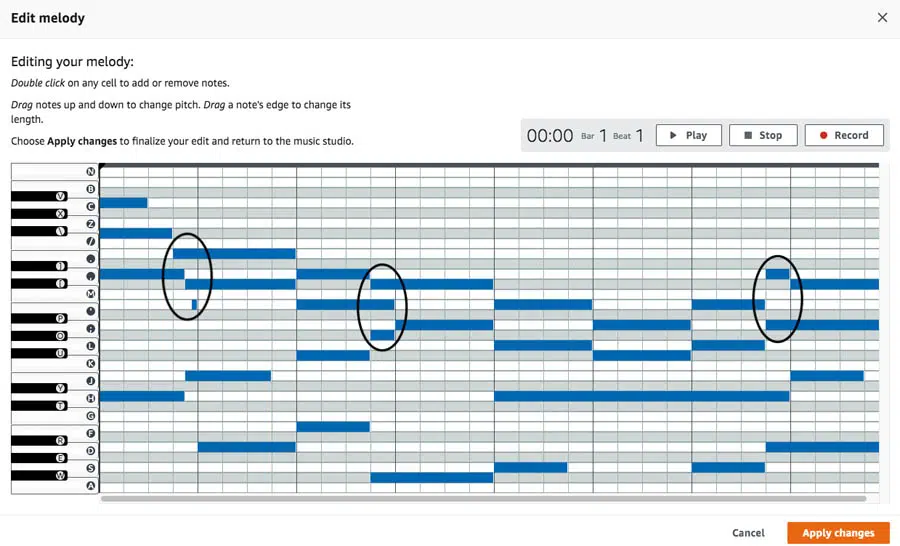 Edit melody
Editing your melody:
Double click on any cell to add or remove notes.
Drag notes up and down to change pitch. Drag a note's edge to change its
length.
Choose Apply changes to finalize your edit and return to the music studio.
00:00 Bar 1 Beat 1 Play Stop Record
N
B
V
C
X
Z
\
/
.
]
,
[
M
'
P
;
O
L
U
K
J
Y
H
T
G
F
R
D
E
S
W
A
Cancel Apply changes